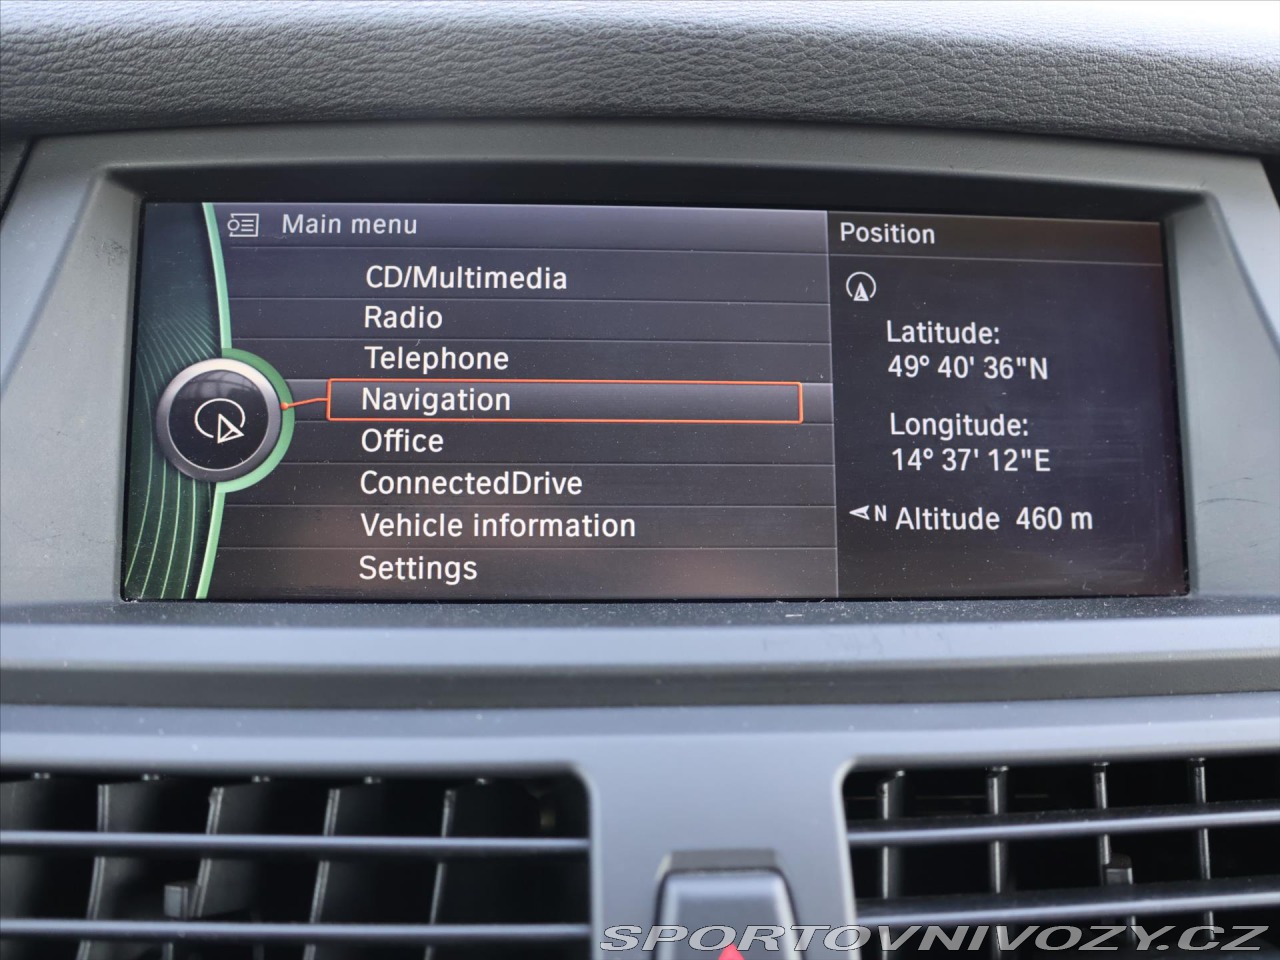 Main menu
CD/Multimedia
Radio
Telephone
Navigation
Office
ConnectedDrive
Vehicle information
Settings
Position
Latitude:
49° 40' 36"N
Longitude:
14° 37' 12"E
N Altitude 460 m
SPORTOVNIVOZY.CZ